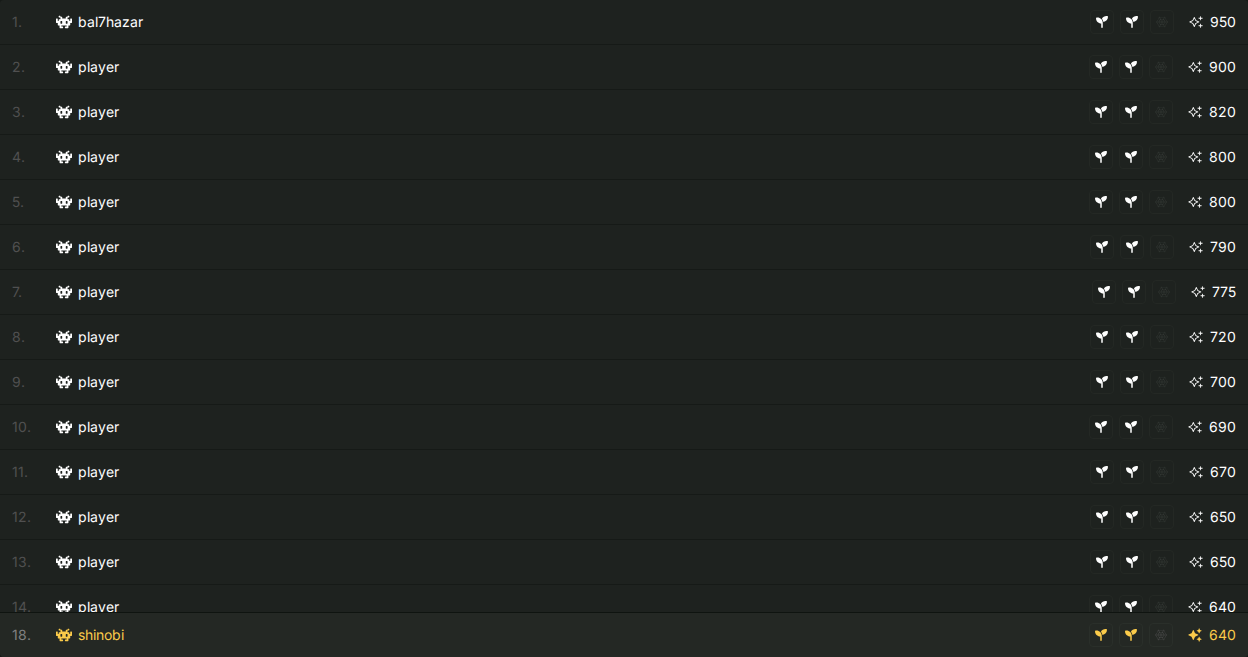 1. bal7hazar 950
2. player 900
3. player 820
4. player 800
5. player 800
6. player 790
7. player 775
8. player 720
9. player 700
10. player 690
11. player 670
12. player 650
13. player 650
14. player 640
18. shinobi 640